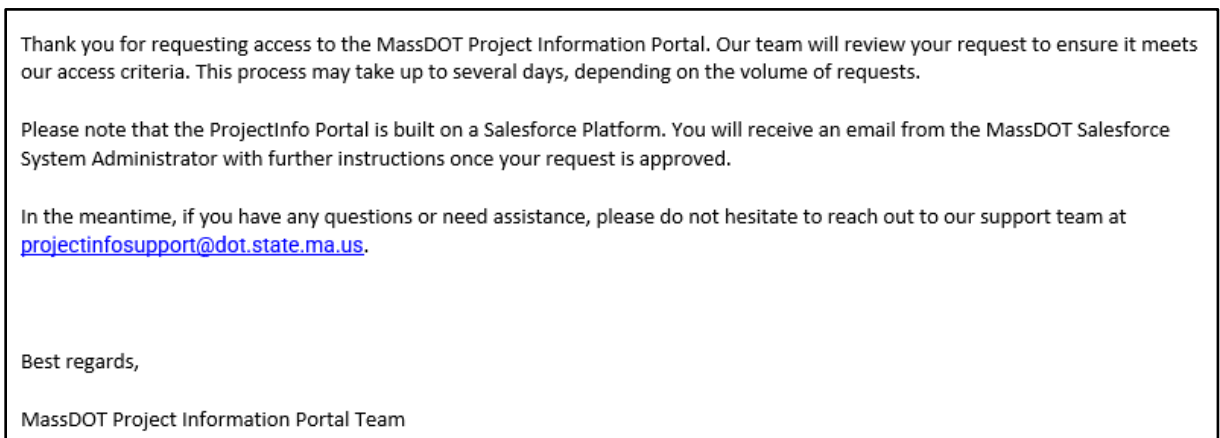 Thank you for requesting access to the MassDOT Project Information Portal. Our team will review your request to ensure it meets
our access criteria. This process may take up to several days, depending on the volume of requests.
Please note that the ProjectInfo Portal is built on a Salesforce Platform. You will receive an email from the MassDOT Salesforce
System Administrator with further instructions once your request is approved.
In the meantime, if you have any questions or need assistance, please do not hesitate to reach out to our support team at
projectinfosupport@dot.state.ma.us.
Best regards,
MassDOT Project Information Portal Team